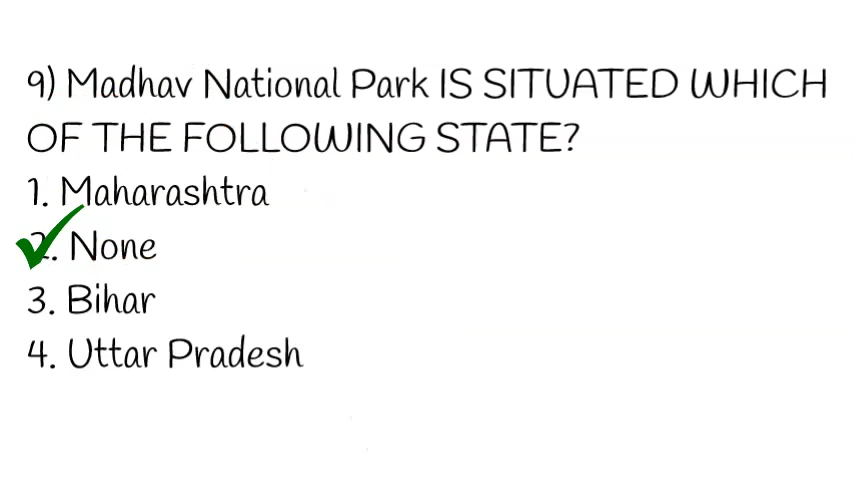 9) Madhav National Park IS SITUATED WHICH
OF THE FOLLOWING STATE?
1. Maharashtra
2. None
3. Bihar
4. Uttar Pradesh